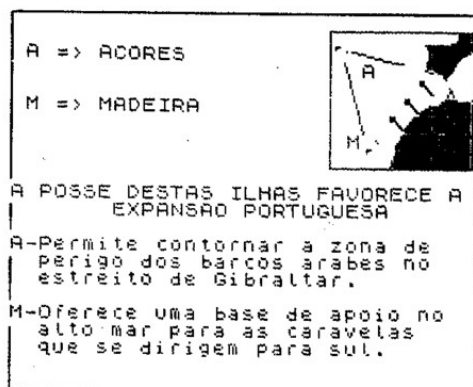 A => ACORES
A
M => MADEIRA
M
A POSSE DESTAS ILHAS FAVORECE A
EXPANSAO PORTUGUESA
A-Permite contornar a zona de
perigo dos barcos arabes no
estreito de Gibraltar.
M-Oferece uma base de apoio no
alto mar para as caravelas
que se dirigem para sul.